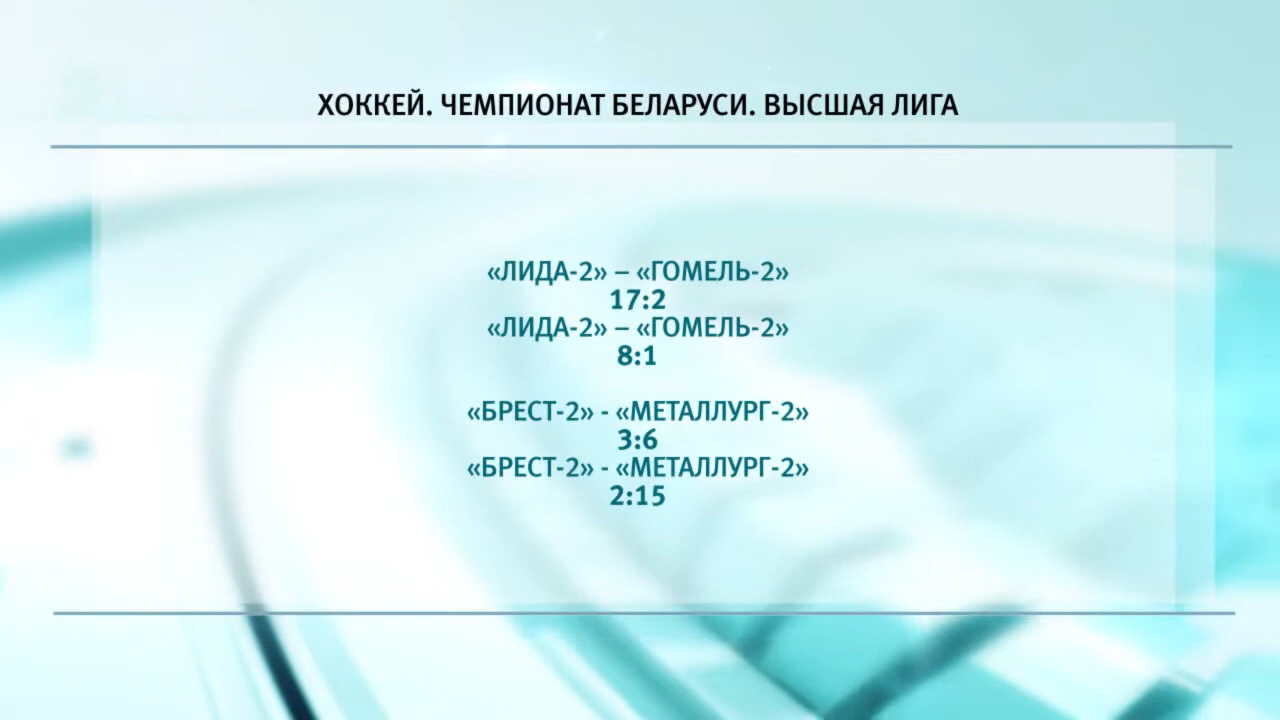 ХОККЕЙ. ЧЕМПИОНАТ БЕЛАРУСИ. ВЫСШАЯ ЛИГА
«ЛИДА-2» – «ГОМЕЛЬ-2»
17:2
«ЛИДА-2» – «ГОМЕЛЬ-2»
8:1
«БРЕСТ-2» - «МЕТАЛЛУРГ-2»
3:6
«БРЕСТ-2» - «МЕТАЛЛУРГ-2»
2:15